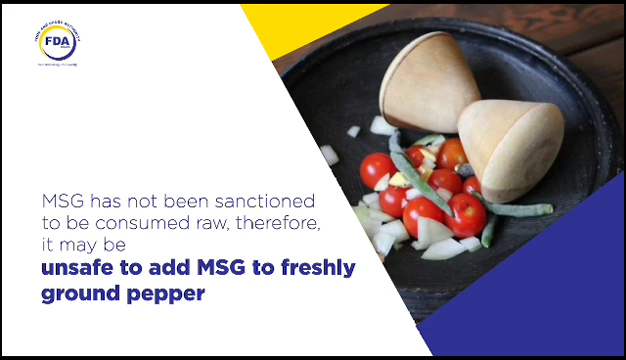 FDA
MSG has not been sanctioned
to be consumed raw, therefore,
it may be
unsafe to add MSG to freshly
ground pepper